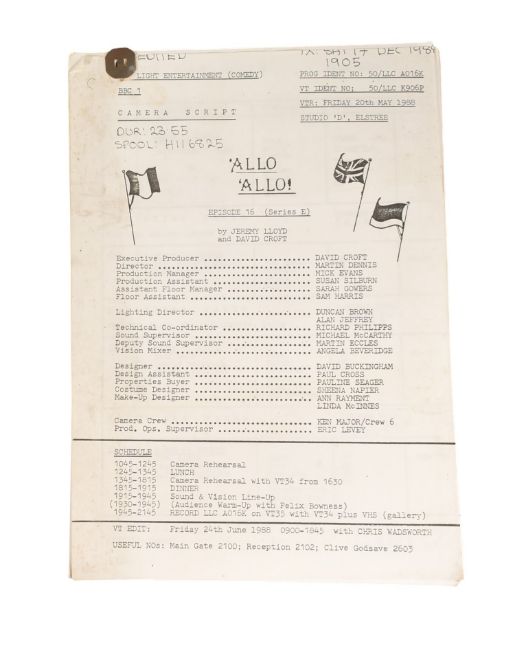 EDITED
TX: SAT 17 DEC 1988
1905
LIGHT ENTERTAINMENT (COMEDY)
PROG IDENT NO: 50/LLC A016K
BBC 1
VT IDENT NO: 50/LLC K906P
VTR: FRIDAY 20th MAY 1988
CAMERA SCRIPT
STUDIO 'D', ELSTREE
DUR: 23 55
SPOOL: H116825
'ALLO
'ALLO!
EPISODE 16 (Series E)
by JEREMY LLOYD
and DAVID CROFT
Executive Producer ........................ DAVID CROFT
Director .................................. MARTIN DENNIS
Production Manager ........................ MICK EVANS
Production Assistant ...................... SUSAN SILBURN
Assistant Floor Manager ................... SARAH GOWERS
Floor Assistant ........................... SAM HARRIS
Lighting Director ......................... DUNCAN BROWN
ALAN JEFFREY
Technical Co-ordinator .................... RICHARD PHILIPPS
Sound Supervisor .......................... MICHAEL McCARTHY
Deputy Sound Supervisor ................... MARTIN ECCLES
Vision Mixer .............................. ANGELA BEVERIDGE
Designer .................................. DAVID BUCKINGHAM
Design Assistant .......................... PAUL CROSS
Properties Buyer .......................... PAULINE SEAGER
Costume Designer .......................... SHEENA NAPIER
Make-Up Designer .......................... ANN RAYMENT
LINDA McINNES
Camera Crew ............................... KEN MAJOR/Crew 6
Prod. Ops. Supervisor ..................... ERIC LEVEY
SCHEDULE
1045-1245 Camera Rehearsal
1245-1345 LUNCH
1345-1815 Camera Rehearsal with VT34 from 1630
1815-1915 DINNER
1915-1945 Sound & Vision Line-Up
(1930-1945) (Audience Warm-Up with Felix Bowness)
1945-2215 RECORD LLC A016K on VT35 with VT34 plus VHS (gallery)
VT EDIT: Friday 24th June 1988 0900-1845 with CHRIS WADSWORTH
USEFUL NOs: Main Gate 2100; Reception 2102; Clive Godsave 2603